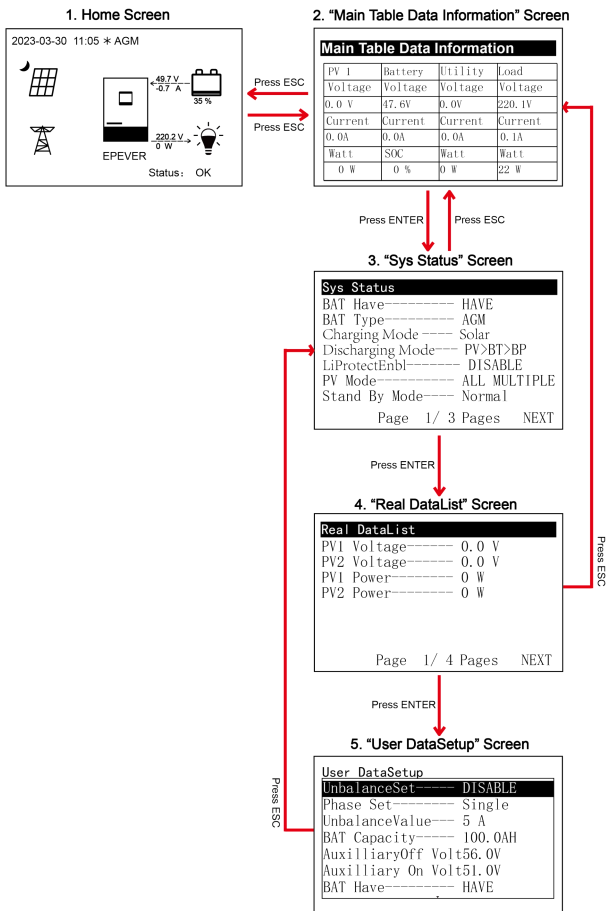 1. Home Screen
2023-03-30 11:05 ＊ AGM
49.7 V
-0.7 A
35 %
220.2 V
0 W
EPEVER
Status： OK
Press ESC
Press ESC
2. “Main Table Data Information” Screen
Main Table Data Information
PV 1 Battery Utility Load
Voltage Voltage Voltage Voltage
0.0 V 47.6V 0.0V 220.1V
Current Current Current Current
0.0A 0.0A 0.0A 0.1A
Watt SOC Watt Watt
0 W 0 % 0 W 22 W
Press ENTER
Press ESC
3. “Sys Status” Screen
Sys Status
BAT Have--------- HAVE
BAT Type--------- AGM
Charging Mode ---- Solar
Discharging Mode--- PV>BT>BP
LiProtectEnbl------ DISABLE
PV Mode---------- ALL MULTIPLE
Stand By Mode---- Normal
Page 1/ 3 Pages NEXT
Press ENTER
4. “Real DataList” Screen
Real DataList
PV1 Voltage------ 0.0 V
PV2 Voltage------ 0.0 V
PV1 Power-------- 0 W
PV2 Power-------- 0 W
Page 1/ 4 Pages NEXT
Press ESC
Press ENTER
5. “User DataSetup” Screen
User DataSetup
UnbalanceSet----- DISABLE
Phase Set-------- Single
UnbalanceValue--- 5 A
BAT Capacity----- 100.0AH
AuxilliaryOff Volt56.0V
Auxilliary On Volt51.0V
BAT Have--------- HAVE
Press ESC